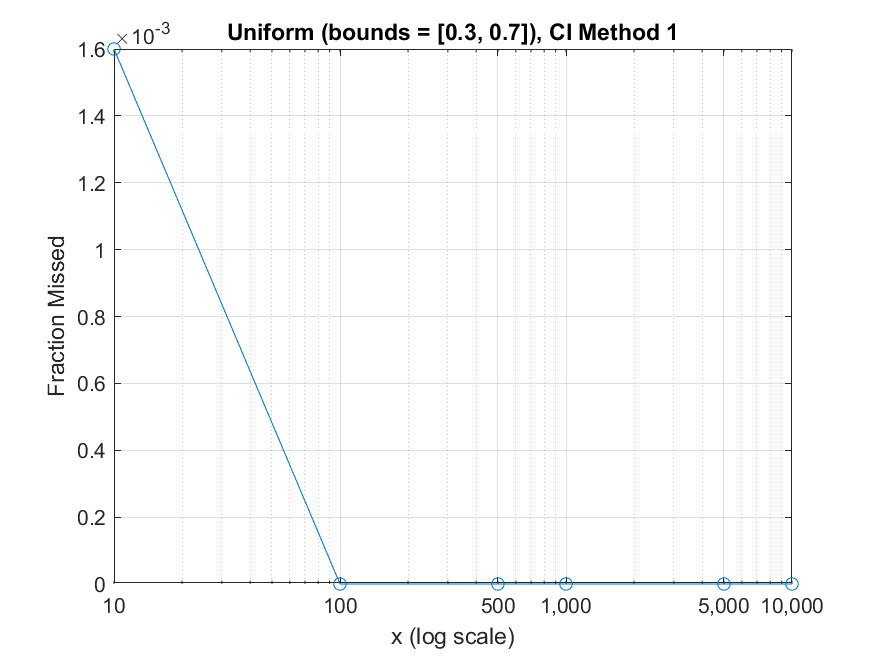 Uniform (bounds = [0.3, 0.7]), CI Method 1
×10-3
1.6
1.4
1.2
1
0.8
0.6
0.4
0.2
0
Fraction Missed
10 100 500 1,000 5,000 10,000
x (log scale)